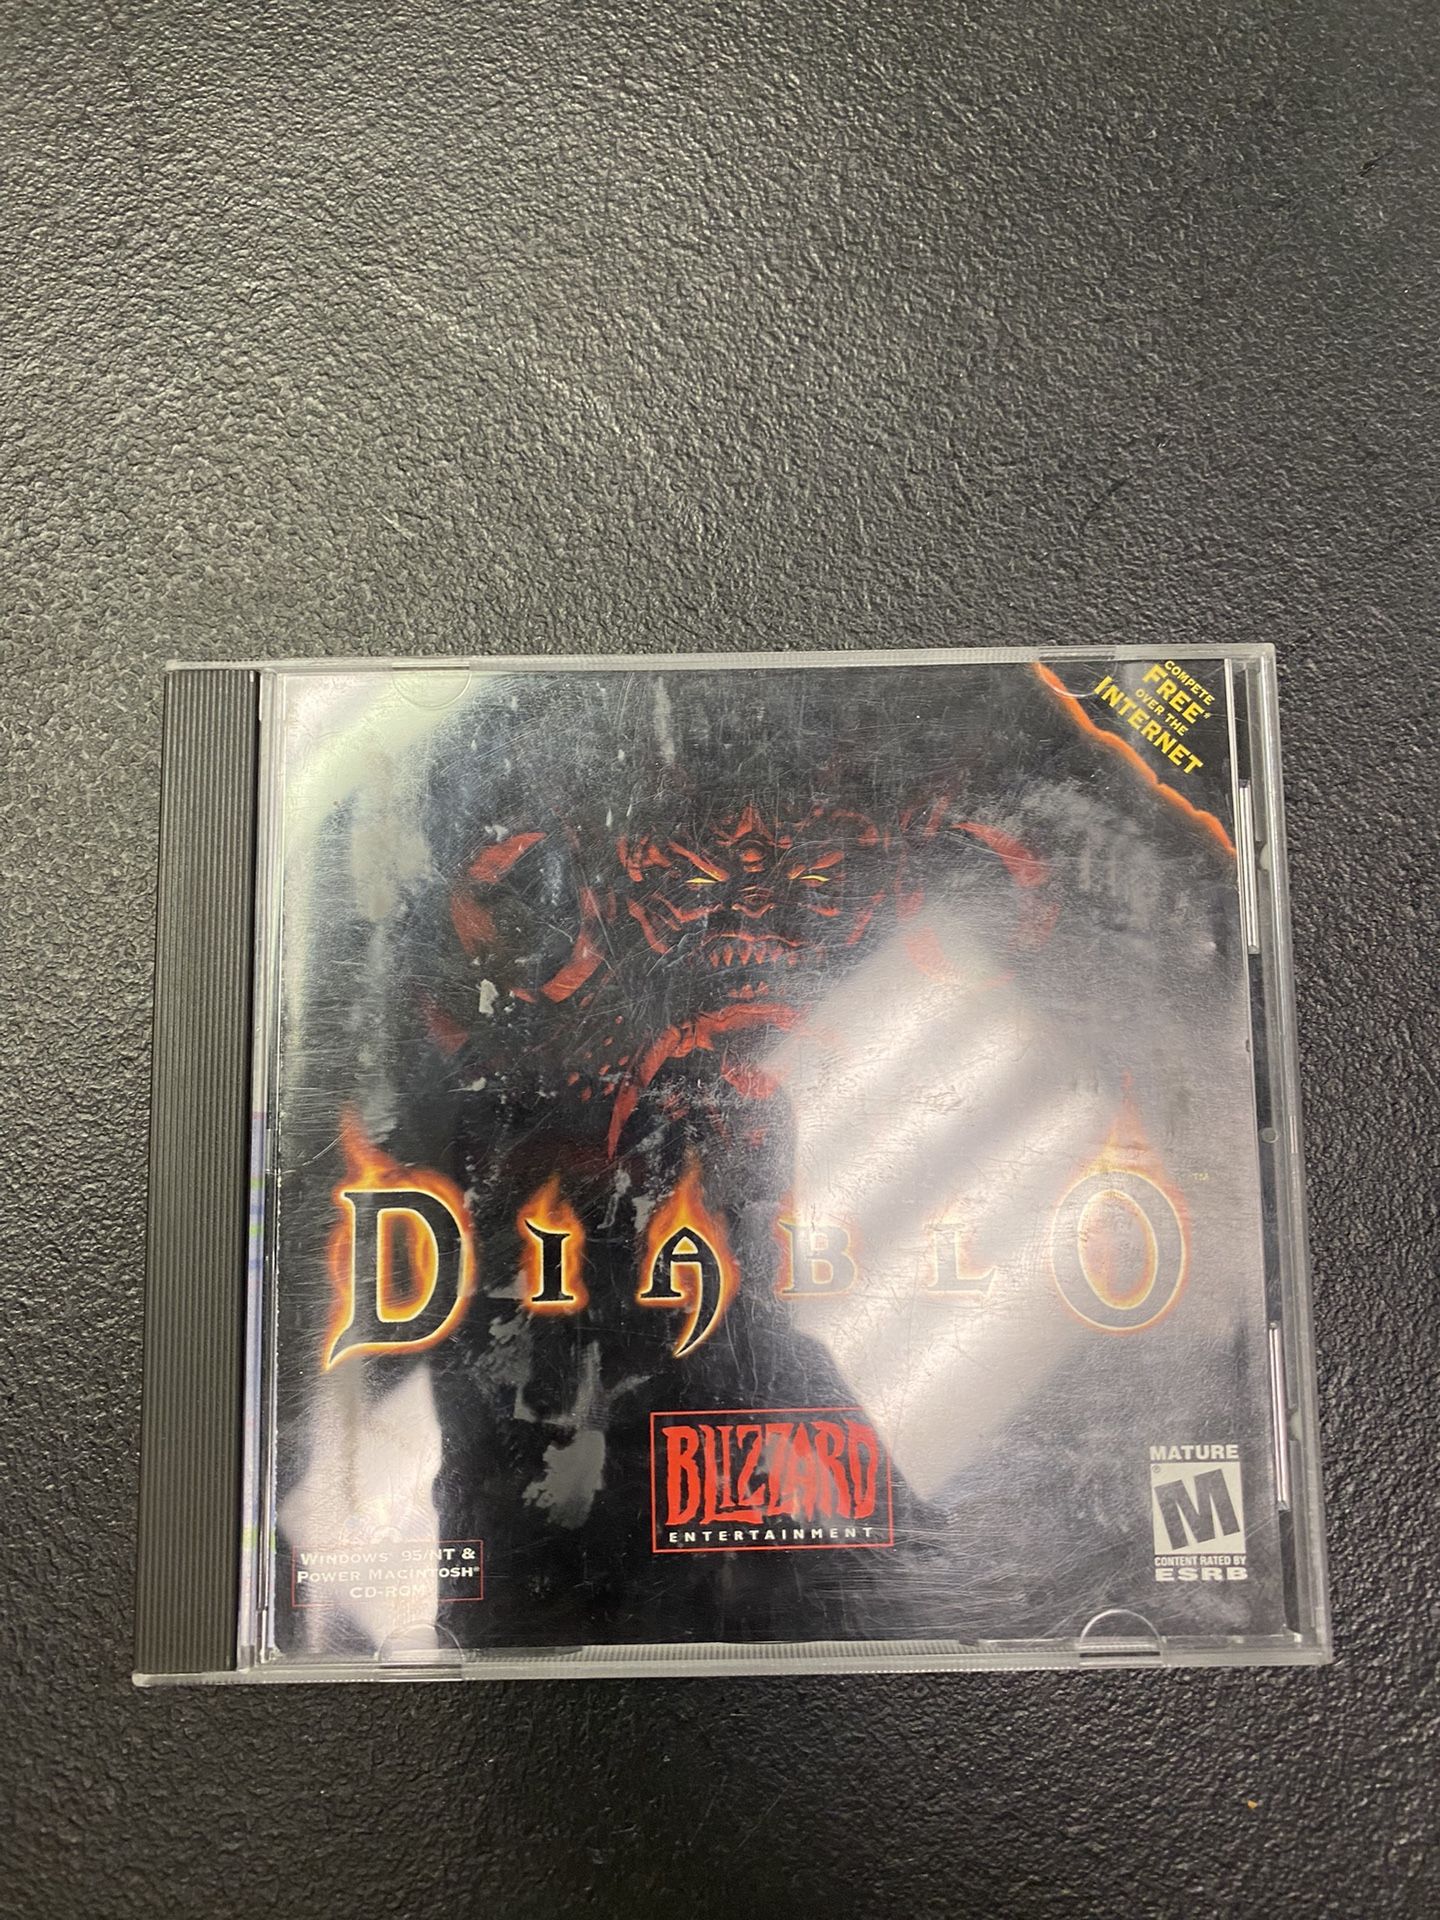 COMPETE
FREE*
OVER THE
INTERNET
DIABLO™
BLIZZARD
ENTERTAINMENT
WINDOWS® 95/NT &
POWER MACINTOSH®
CD-ROM
MATURE
M®
CONTENT RATED BY
ESRB